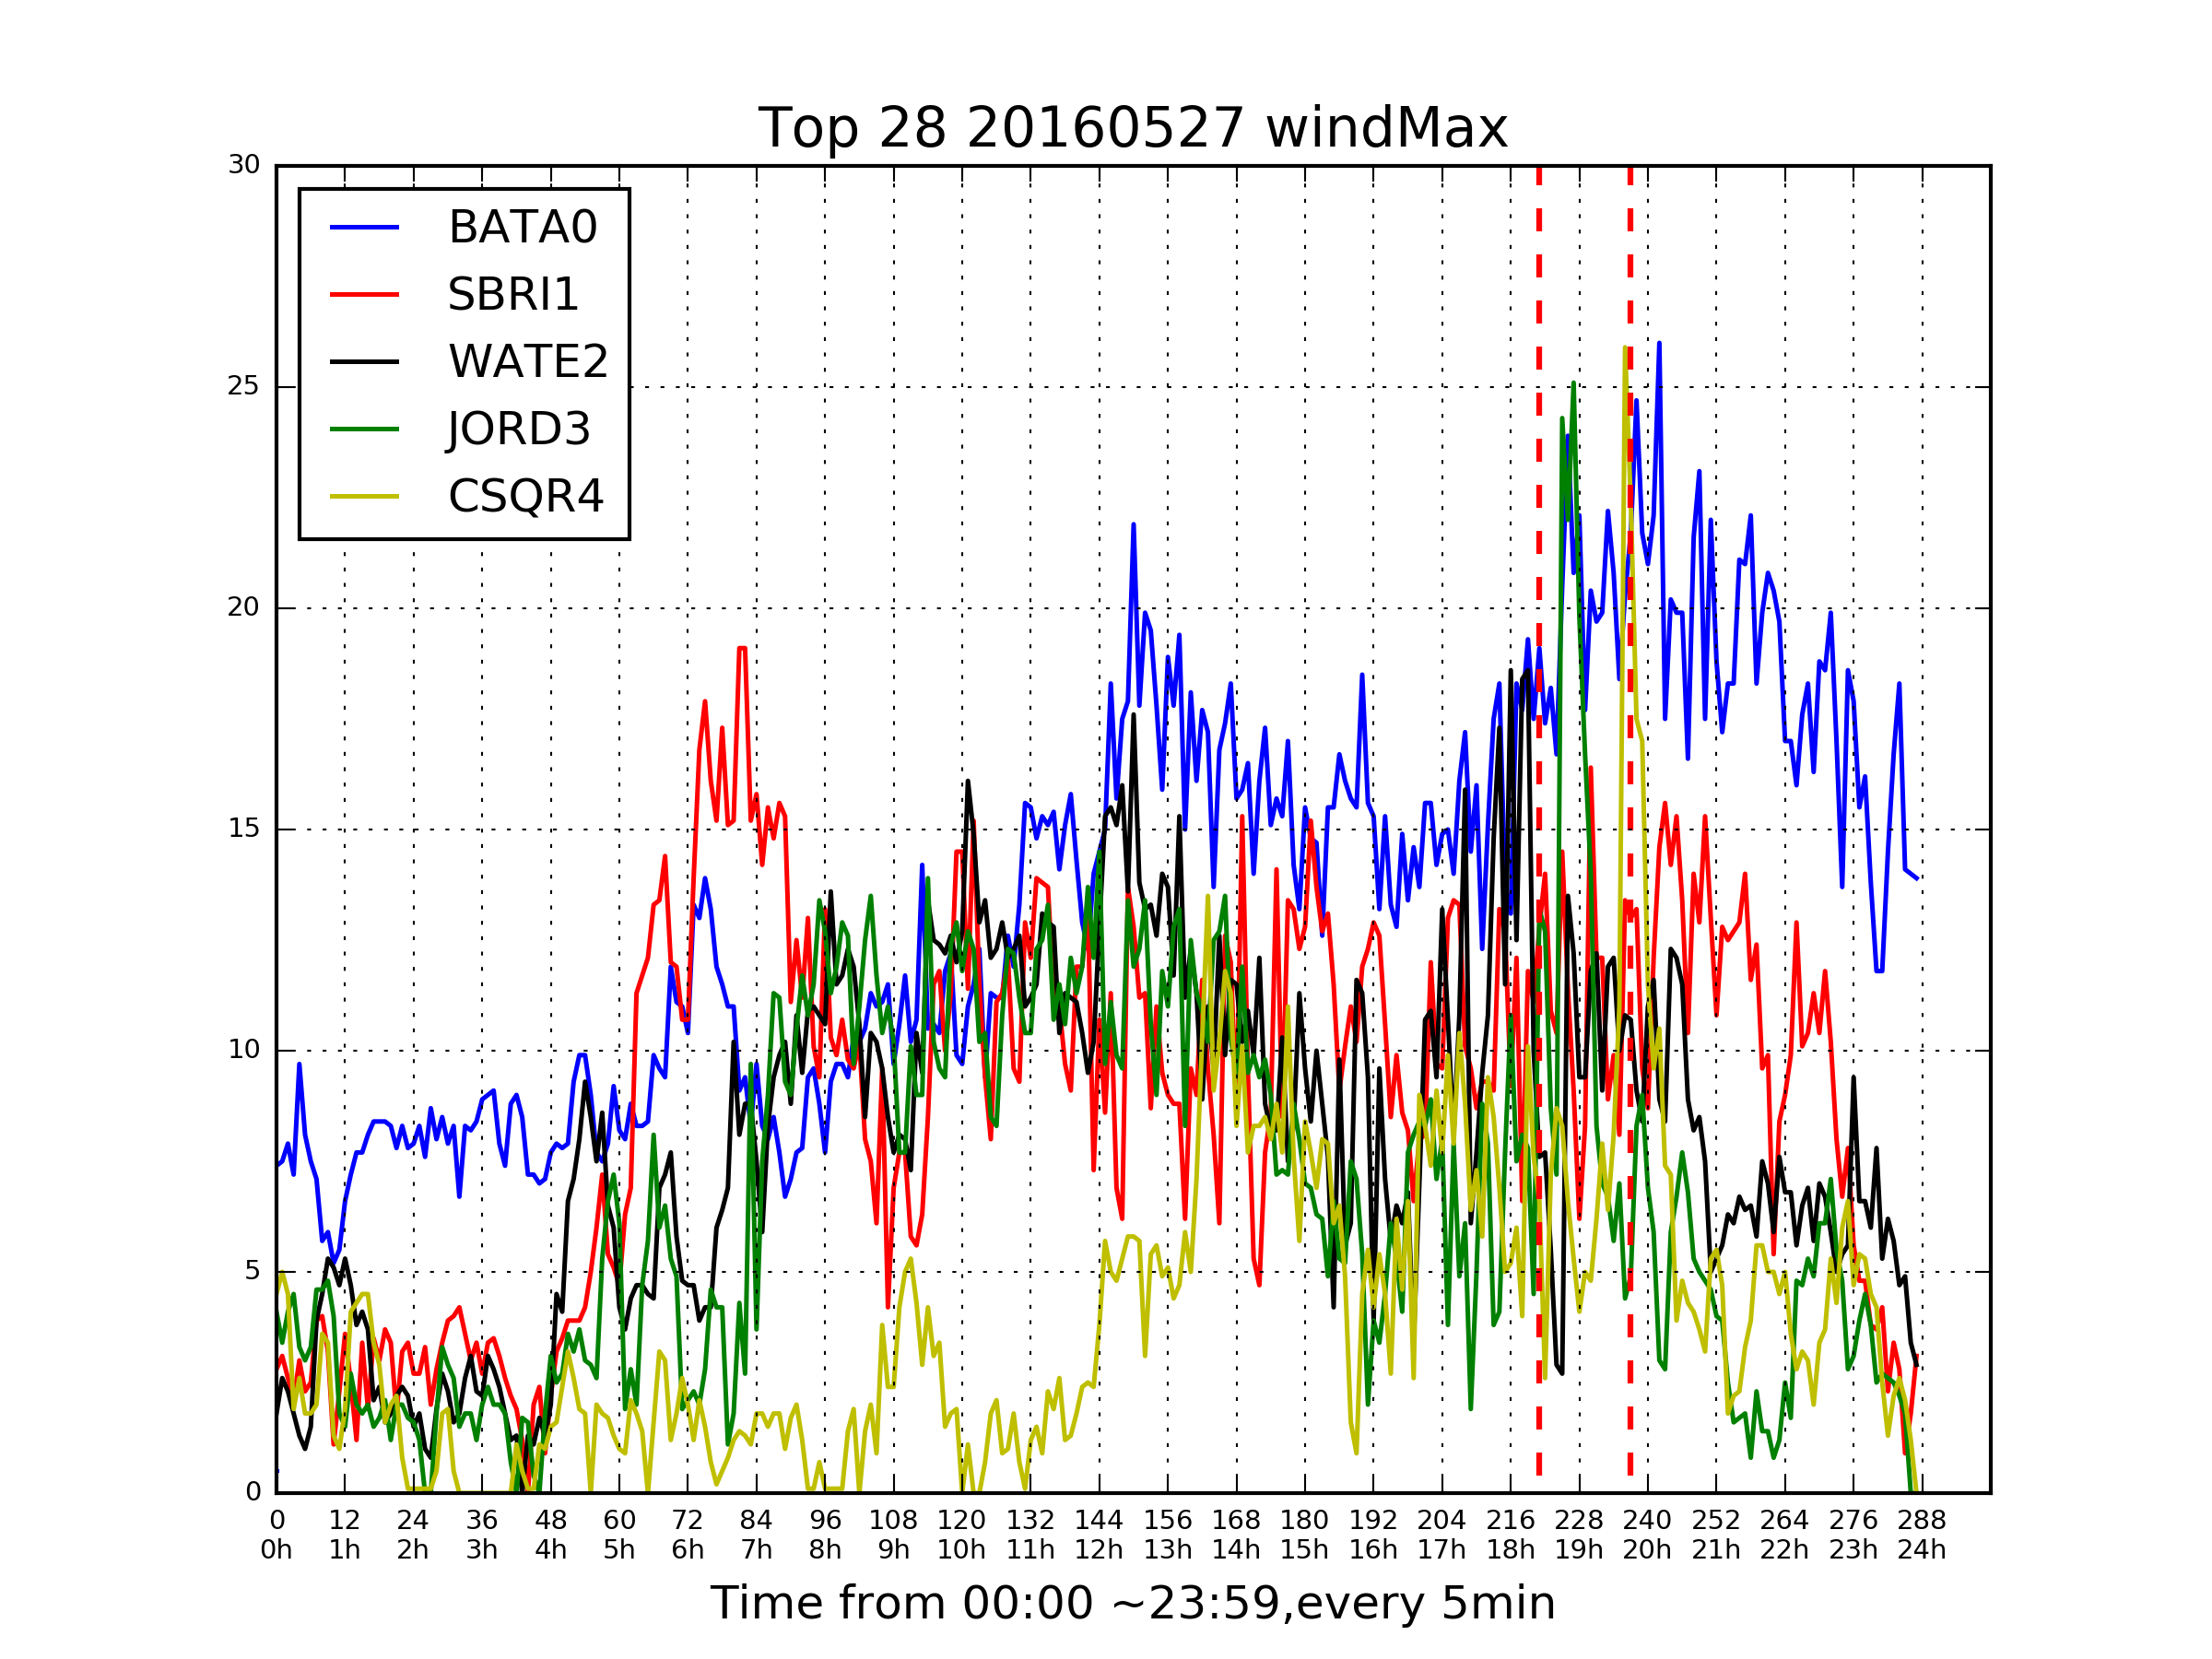 Top 28 20160527 windMax
30
25
20
15
10
5
0
BATA0
SBRI1
WATE2
JORD3
CSQR4
0 12 24 36 48 60 72 84 96 108 120 132 144 156 168 180 192 204 216 228 240 252 264 276 288
0h 1h 2h 3h 4h 5h 6h 7h 8h 9h 10h 11h 12h 13h 14h 15h 16h 17h 18h 19h 20h 21h 22h 23h 24h
Time from 00:00 ~23:59,every 5min